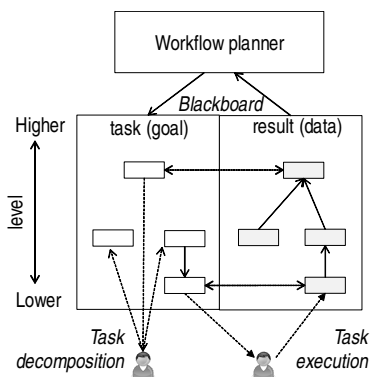 Workflow planner
Blackboard
task (goal)
result (data)
Higher
level
Lower
Task
decomposition
Task
execution